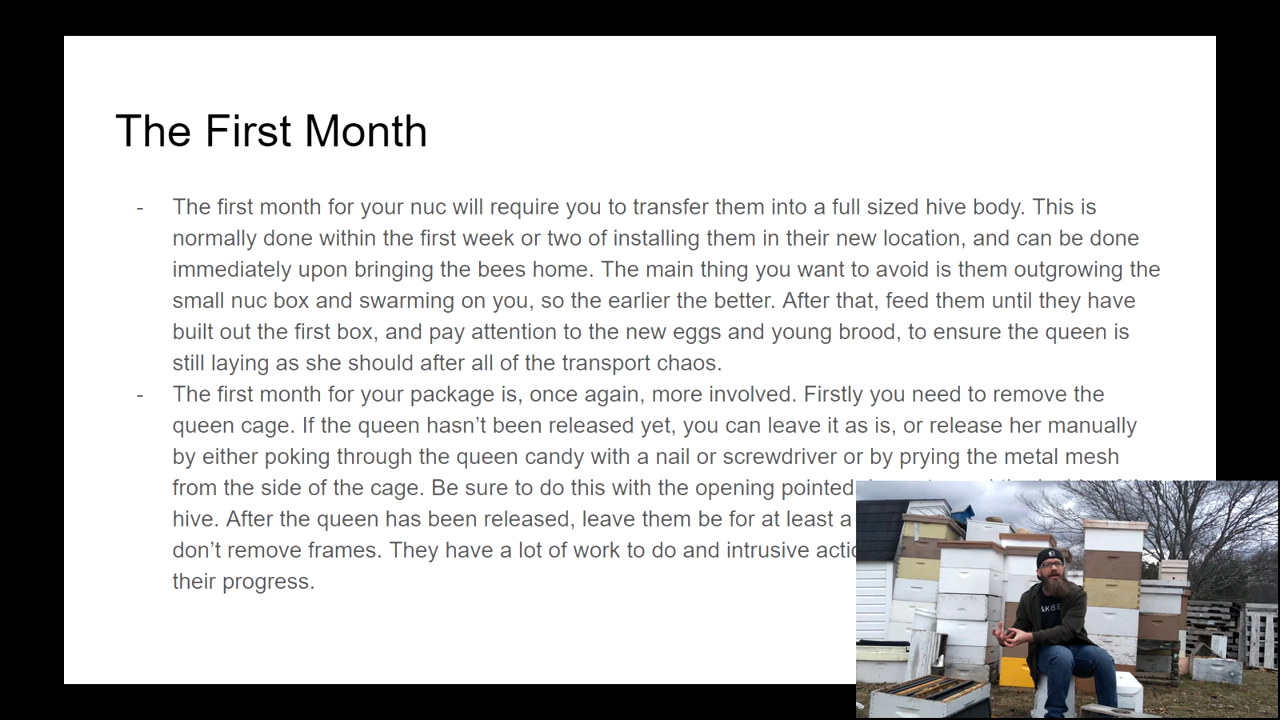 The First Month
- The first month for your nuc will require you to transfer them into a full sized hive body. This is
normally done within the first week or two of installing them in their new location, and can be done
immediately upon bringing the bees home. The main thing you want to avoid is them outgrowing the
small nuc box and swarming on you, so the earlier the better. After that, feed them until they have
built out the first box, and pay attention to the new eggs and young brood, to ensure the queen is
still laying as she should after all of the transport chaos.
- The first month for your package is, once again, more involved. Firstly you need to remove the
queen cage. If the queen hasn’t been released yet, you can leave it as is, or release her manually
by either poking through the queen candy with a nail or screwdriver or by prying the metal mesh
from the side of the cage. Be sure to do this with the opening pointed
hive. After the queen has been released, leave them be for at least a
don’t remove frames. They have a lot of work to do and intrusive
their progress.